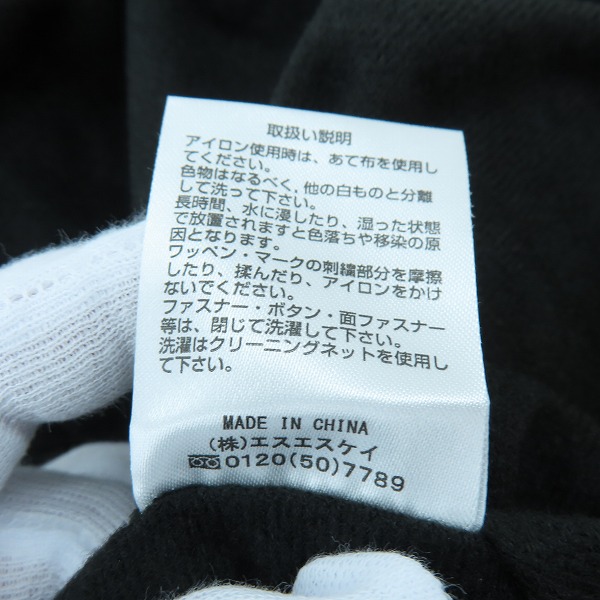 取扱い説明
アイロン使用時は、あて布を使用し
てください。
色物はなるべく、他の白ものと分離
して洗って下さい。
長時間、水に浸したり、湿った状態
で放置されますと色落ちや移染の原
因となります。
ワッペン・マークの刺繍部分を摩擦
したり、揉んだり、アイロンをかけ
ないでください。
ファスナー・ボタン・面ファスナー
等は、閉じて洗濯して下さい。
洗濯はクリーニングネットを使用し
て下さい。
MADE IN CHINA
(株)エスエスケイ
0120(50)7789